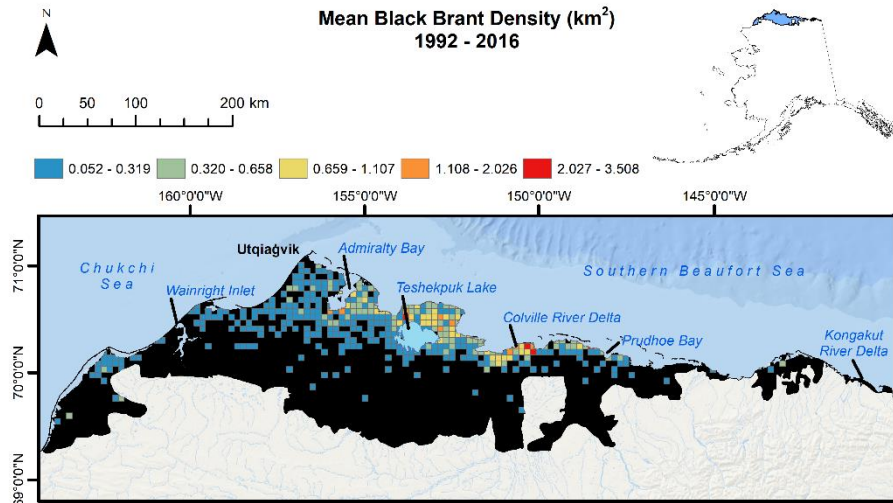 Mean Black Brant Density (km²)
1992 - 2016
N
0 50 100 200 km
0.052 - 0.319 0.320 - 0.658 0.659 - 1.107 1.108 - 2.026 2.027 - 3.508
160°0'0"W 155°0'0"W 150°0'0"W 145°0'0"W
71°0'0"N
70°0'0"N
69°0'0"N
Utqiaġvik
Admiralty Bay
Chukchi
Sea
Wainright Inlet
Teshekpuk Lake
Southern Beaufort Sea
Colville River Delta
Prudhoe Bay
Kongakut
River Delta